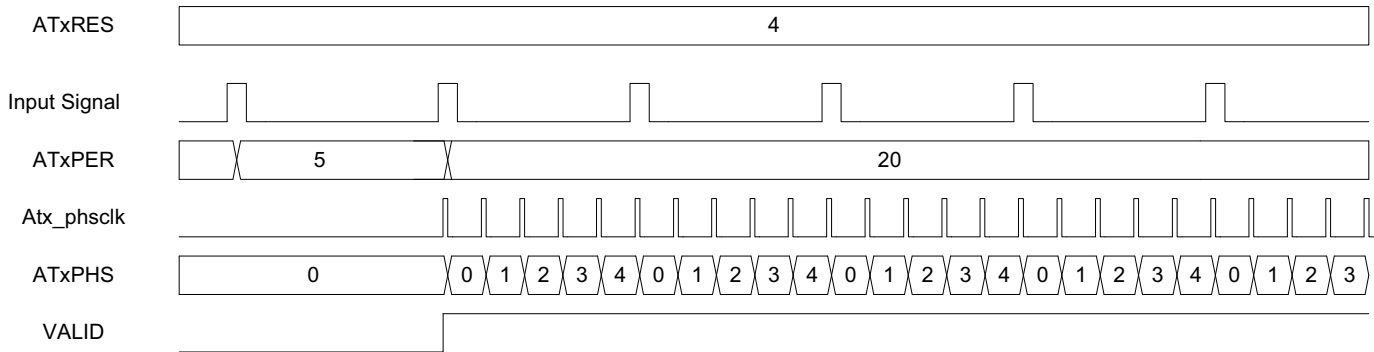 ATxRES 4
Input Signal
ATxPER 5 20
Atx_phsclk
ATxPHS 0 0 1 2 3 4 0 1 2 3 4 0 1 2 3 4 0 1 2 3 4 0 1 2 3
VALID